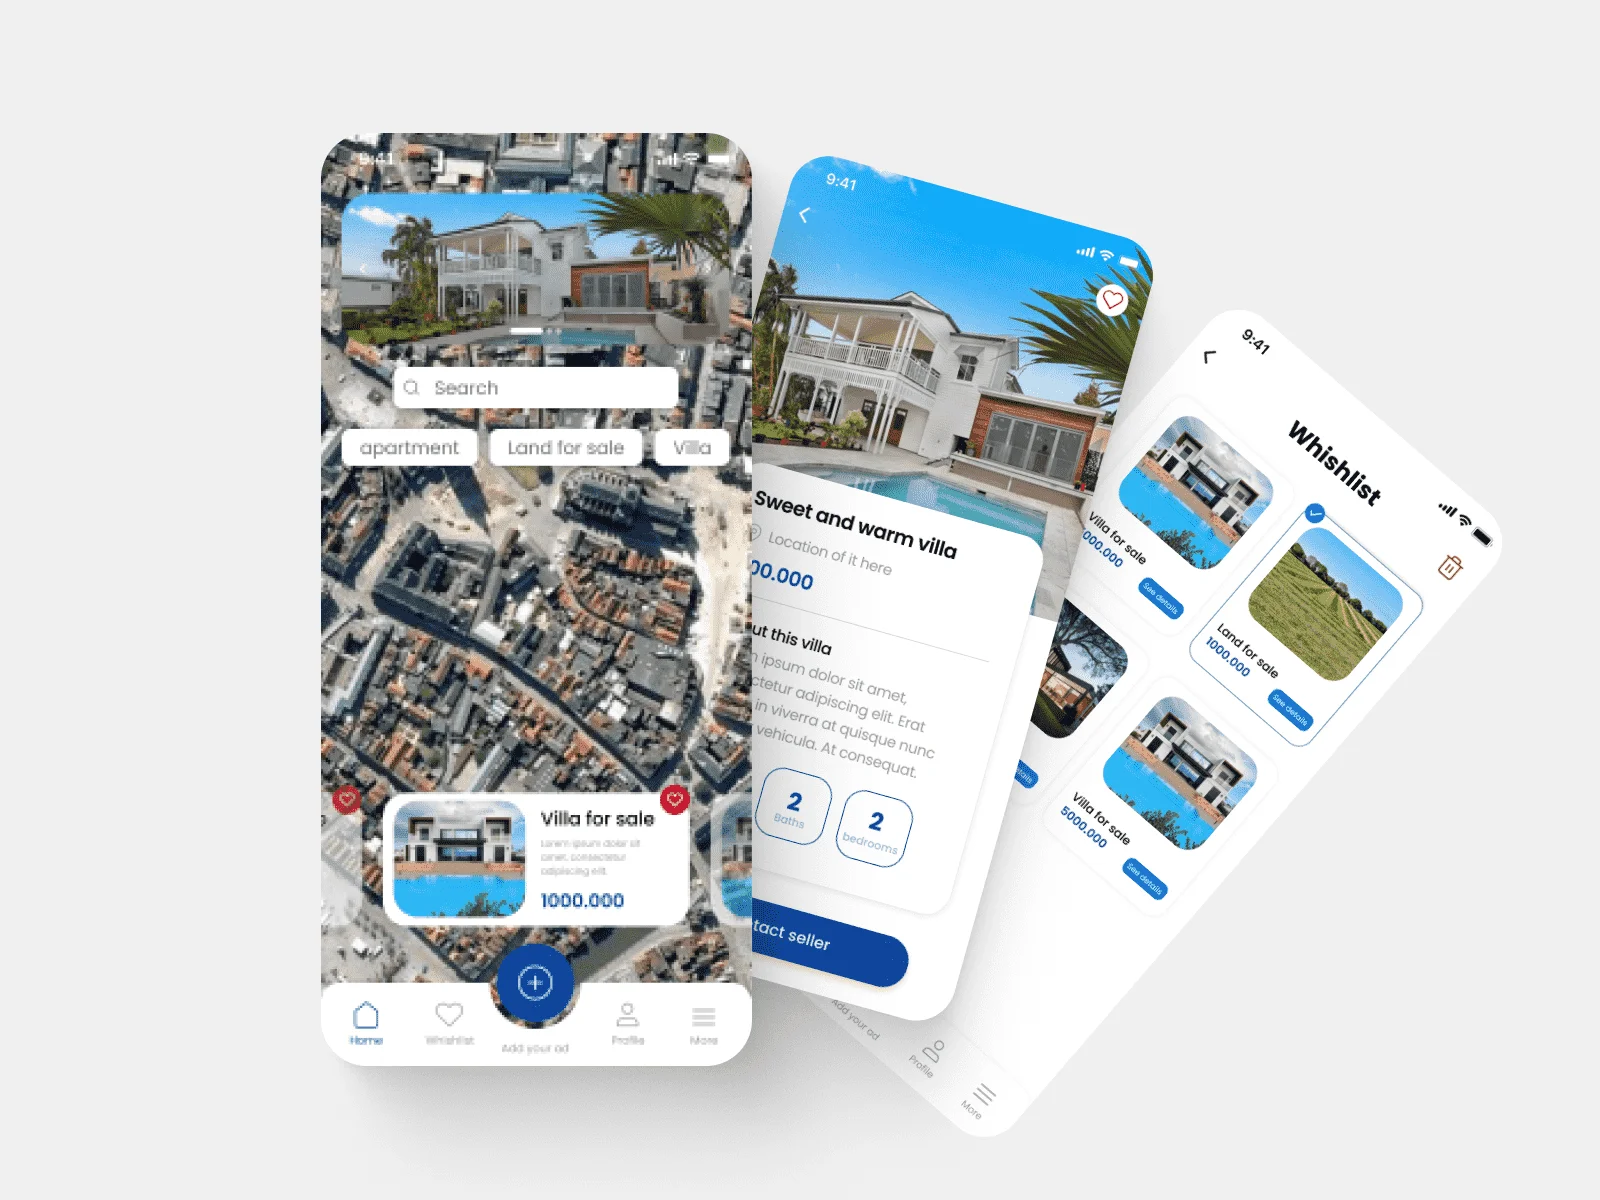 9:41
Search
apartment
Land for sale
Villa
Villa for sale
Lorem ipsum dolor sit
amet, consectetur
adipiscing elit.
1000.000
Home
Whishlist
Add your ad
Profile
More
9:41
Sweet and warm villa
Location of it here
00.000
ut this villa
ipsum dolor sit amet,
ctetur adipiscing elit. Erat
in viverra at quisque nunc
vehicula. At consequat.
2
Baths
2
bedrooms
tact seller
9:41
Whishlist
Villa for sale
000.000
See details
Land for sale
1000.000
See details
tails
Villa for sale
5000.000
See details
Add your ad
Profile
More